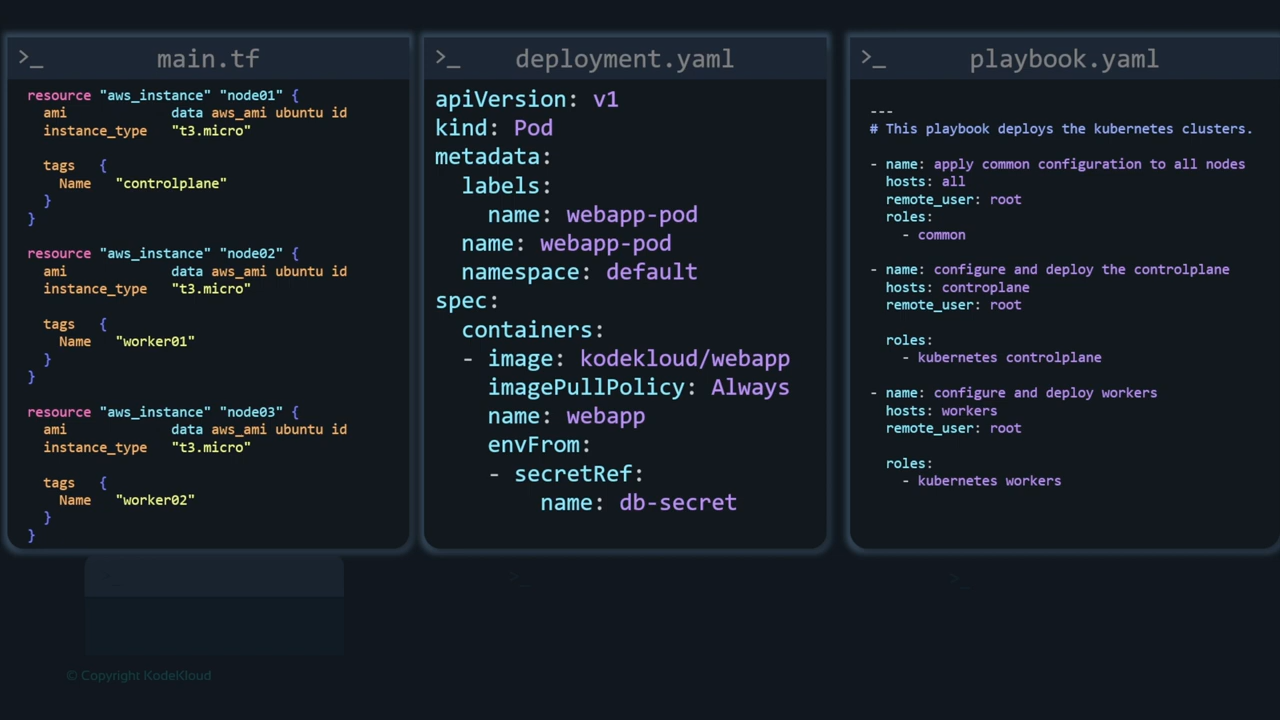 >_ main.tf
resource "aws_instance" "node01" {
  ami          data aws_ami ubuntu id
  instance_type   "t3.micro"

  tags   {
    Name   "controlplane"
  }
}

resource "aws_instance" "node02" {
  ami          data aws_ami ubuntu id
  instance_type   "t3.micro"

  tags   {
    Name   "worker01"
  }
}

resource "aws_instance" "node03" {
  ami          data aws_ami ubuntu id
  instance_type   "t3.micro"

  tags   {
    Name   "worker02"
  }
}
>_ deployment.yaml
apiVersion: v1
kind: Pod
metadata:
  labels:
    name: webapp-pod
  name: webapp-pod
  namespace: default
spec:
  containers:
  - image: kodekloud/webapp
    imagePullPolicy: Always
    name: webapp
    envFrom:
    - secretRef:
        name: db-secret
>_ playbook.yaml
---
# This playbook deploys the kubernetes clusters.

- name: apply common configuration to all nodes
  hosts: all
  remote_user: root
  roles:
    - common

- name: configure and deploy the controlplane
  hosts: controplane
  remote_user: root

  roles:
    - kubernetes controlplane

- name: configure and deploy workers
  hosts: workers
  remote_user: root

  roles:
    - kubernetes workers
>_
>_
>_
© Copyright KodeKloud